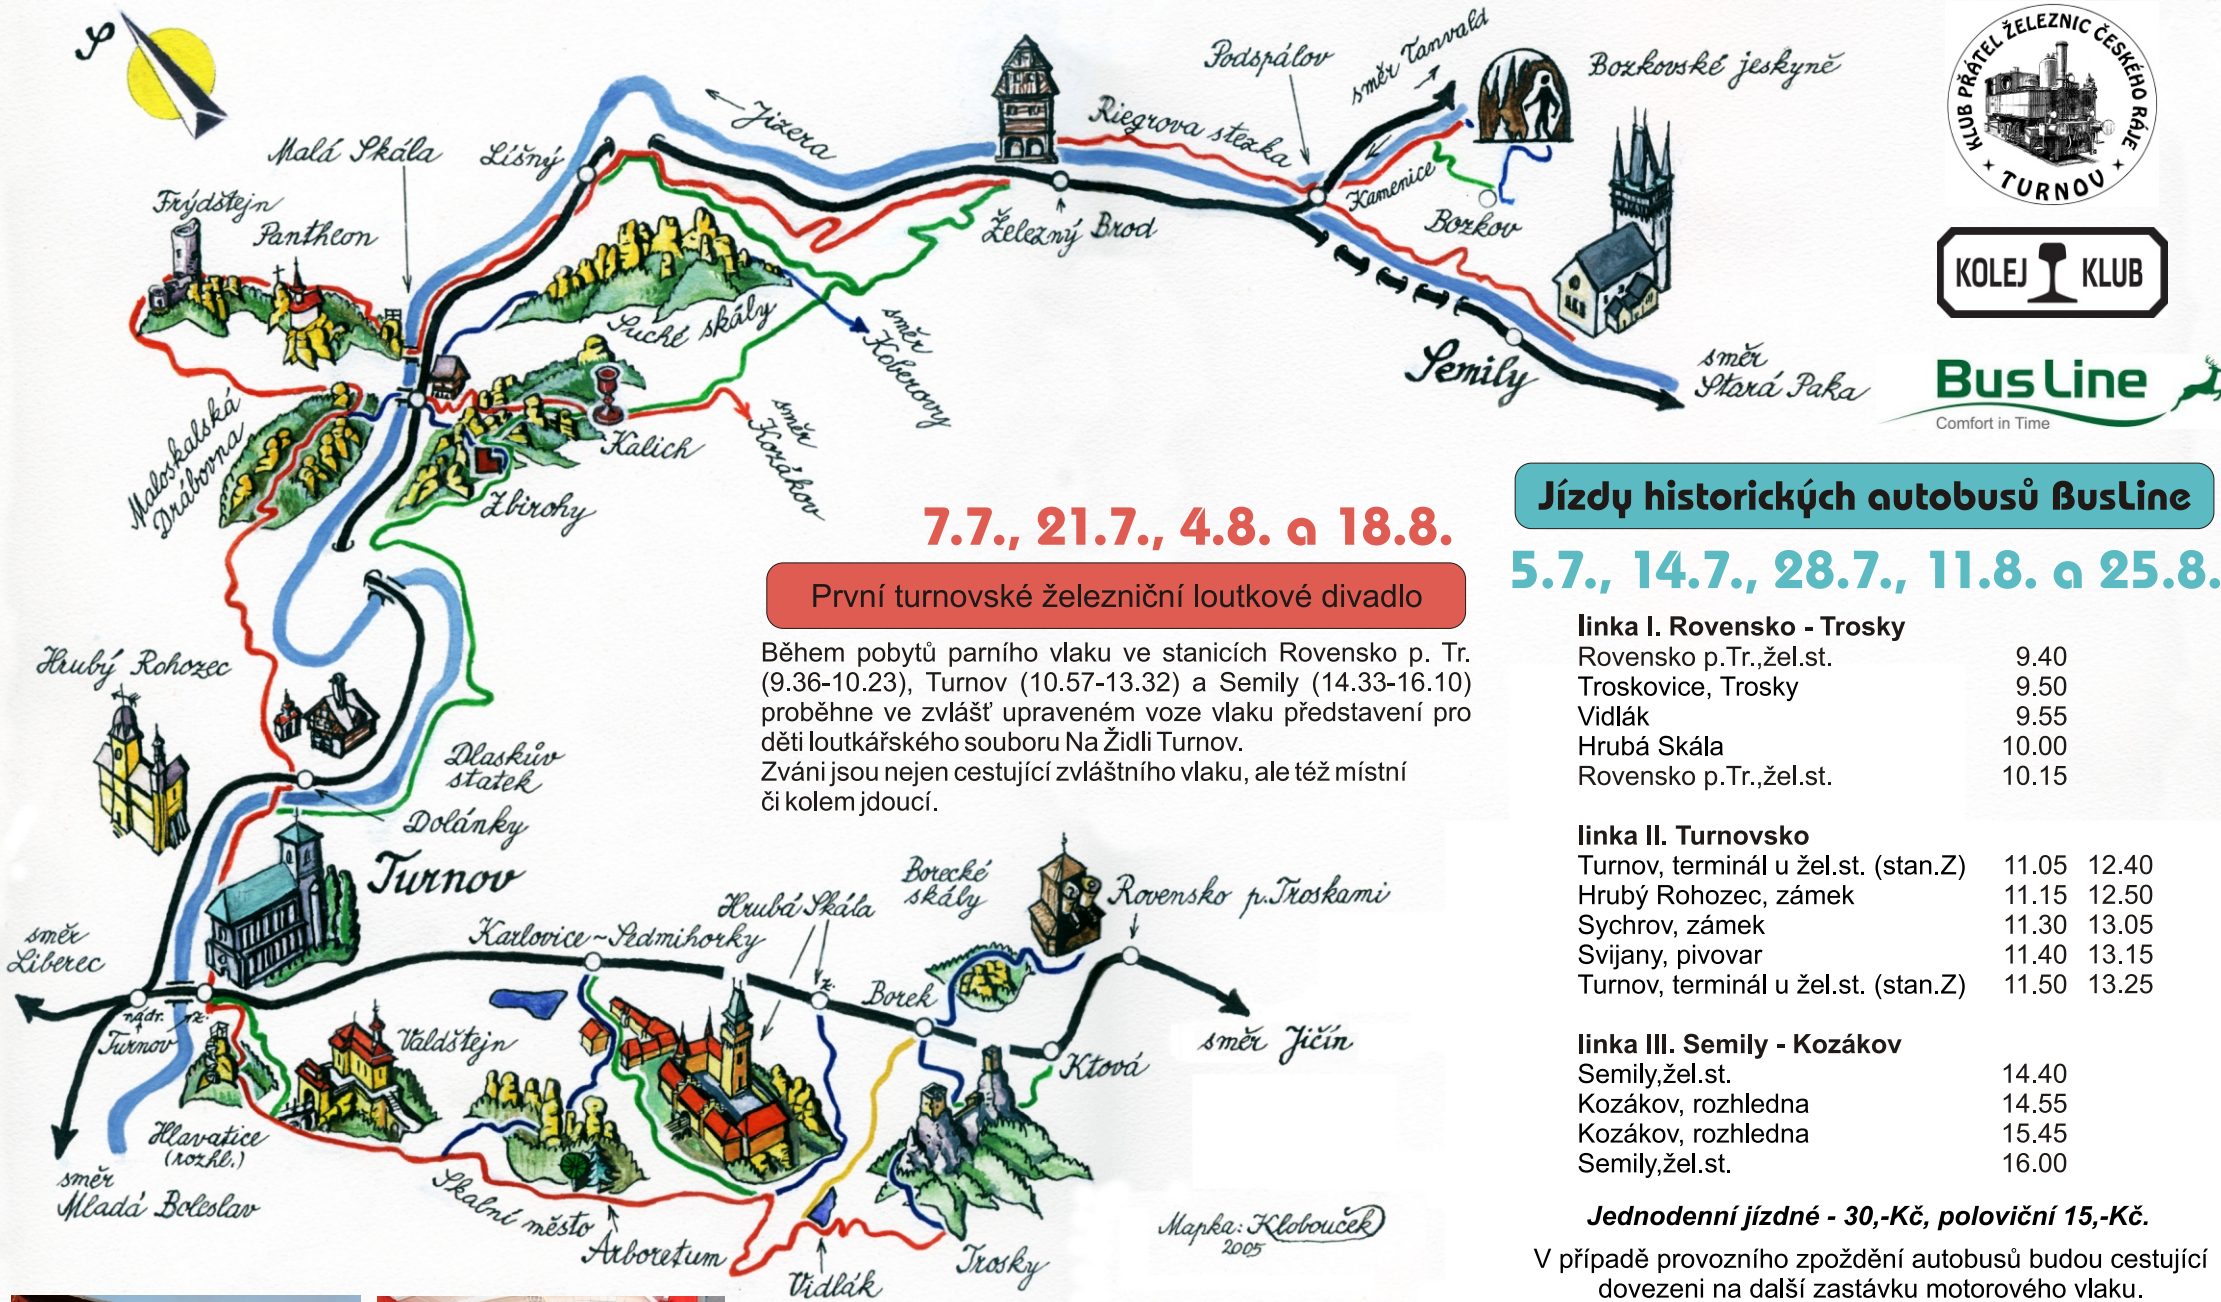 S
Malá Skála
Líšný
Jizera
Riegrova stezka
Podspálov
směr Tanvald
Bozkovské jeskyně
KLUB PŘÁTEL ŽELEZNIC ČESKÉHO RÁJE
* TURNOV *
KOLEJ KLUB
BusLine
Comfort in Time
Frýdštejn
Pantheon
Železný Brod
Kamenice
Bozkov
Suché skály
směr
Koberovy
Semily
směr
Stará Paka
Maloskalská
Drábovna
Kalich
směr
Kozákov
Zbirohy
7.7., 21.7., 4.8. a 18.8.
První turnovské železniční loutkové divadlo
Během pobytů parního vlaku ve stanicích Rovensko p. Tr.
(9.36-10.23), Turnov (10.57-13.32) a Semily (14.33-16.10)
proběhne ve zvlášť upraveném voze vlaku představení pro
děti loutkářského souboru Na Židli Turnov.
Zváni jsou nejen cestující zvláštního vlaku, ale též místní
či kolem jdoucí.
Jízdy historických autobusů BusLine
5.7., 14.7., 28.7., 11.8. a 25.8.
linka I. Rovensko - Trosky
Rovensko p.Tr.,žel.st. 9.40
Troskovice, Trosky 9.50
Vidlák 9.55
Hrubá Skála 10.00
Rovensko p.Tr.,žel.st. 10.15
linka II. Turnovsko
Turnov, terminál u žel.st. (stan.Z) 11.05 12.40
Hrubý Rohozec, zámek 11.15 12.50
Sychrov, zámek 11.30 13.05
Svijany, pivovar 11.40 13.15
Turnov, terminál u žel.st. (stan.Z) 11.50 13.25
linka III. Semily - Kozákov
Semily,žel.st. 14.40
Kozákov, rozhledna 14.55
Kozákov, rozhledna 15.45
Semily,žel.st. 16.00
Jednodenní jízdné - 30,-Kč, poloviční 15,-Kč.
V případě provozního zpoždění autobusů budou cestující
dovezeni na další zastávku motorového vlaku.
Hrubý Rohozec
Dlaskův
statek
Dolánky
Turnov
směr
Liberec
Karlovice~Sedmihorky
Hrubá Skála
Borecké
skály
Rovensko p.Troskami
z.
Borek
nádr.
z.
Turnov
Valdštejn
Ktová
směr Jičín
Hlavatice
(rozhl.)
směr
Mladá Boleslav
Skalní město
Arboretum
Vidlák
Trosky
Mapka: Klobouček
2005